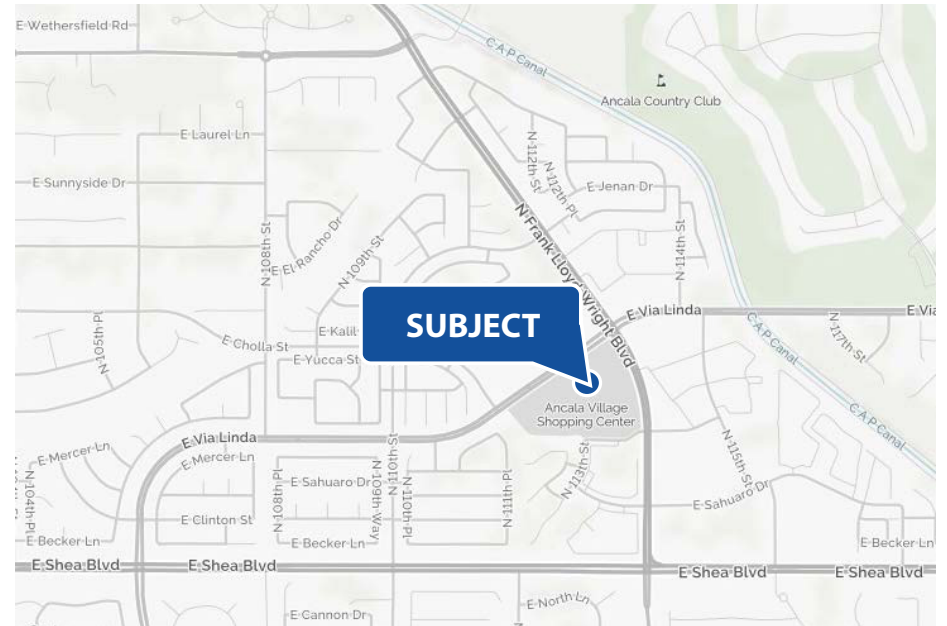 E Wethersfield Rd
C A P Canal
Ancala Country Club
E Laurel Ln
N 112th St
N 112th Pl
E Sunnyside Dr
E Jenan Dr
N Frank Lloyd Wright Blvd
N 108th St
E El Rancho Dr
N 109th St
N 114th St
SUBJECT
E Via Linda
E Via
N 105th Pl
E Kalil
E Cholla St
E Yucca St
C A P Canal
N 117th St
Ancala Village
Shopping Center
C A P Canal
E Via Linda
E Mercer Ln
E Mercer Ln
N 110th St
N 113th St
N 115th St
N 104th Pl
E Sahuaro Dr
N 108th Pl
N 109th Way
N 110th Pl
N 111th Pl
E Sahuaro Dr
E Clinton St
E Becker Ln
E Becker Ln
E Becker Ln
E Shea Blvd
E Shea Blvd
E Shea Blvd
E Shea Blvd
E North Ln
E Cannon Dr